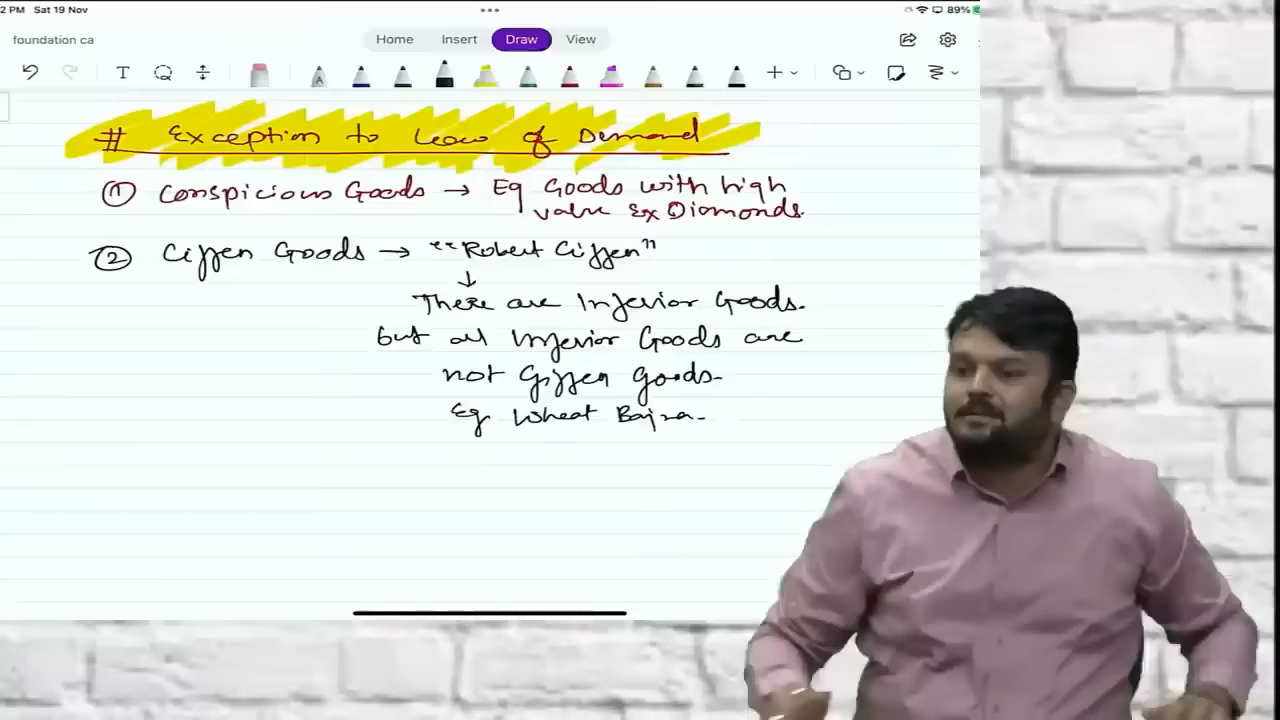 2 PM Sat 19 Nov
89%
foundation ca
Home Insert Draw View
# Exception to Law of Demand
① Conspicious Goods → Eg Goods with high
value Ex Diamonds.
② Giffen Goods → "Robert Giffen"
↓
There are Inferior Goods.
but all Inferior Goods are
not Giffen goods.
Eg Wheat Bajra.